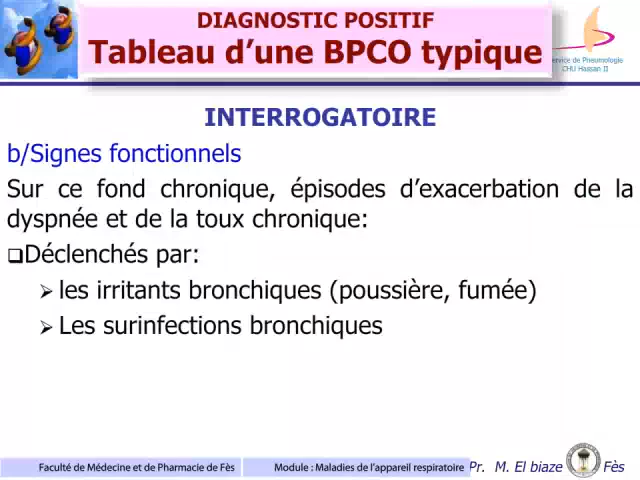 DIAGNOSTIC POSITIF
Tableau d’une BPCO typique
Service de Pneumologie
CHU Hassan II
INTERROGATOIRE
b/Signes fonctionnels
Sur ce fond chronique, épisodes d’exacerbation de la
dyspnée et de la toux chronique:
❑Déclenchés par:
➢ les irritants bronchiques (poussière, fumée)
➢ Les surinfections bronchiques
Faculté de Médecine et de Pharmacie de Fès
Module : Maladies de l’appareil respiratoire
Pr. M. El biaze
Fès